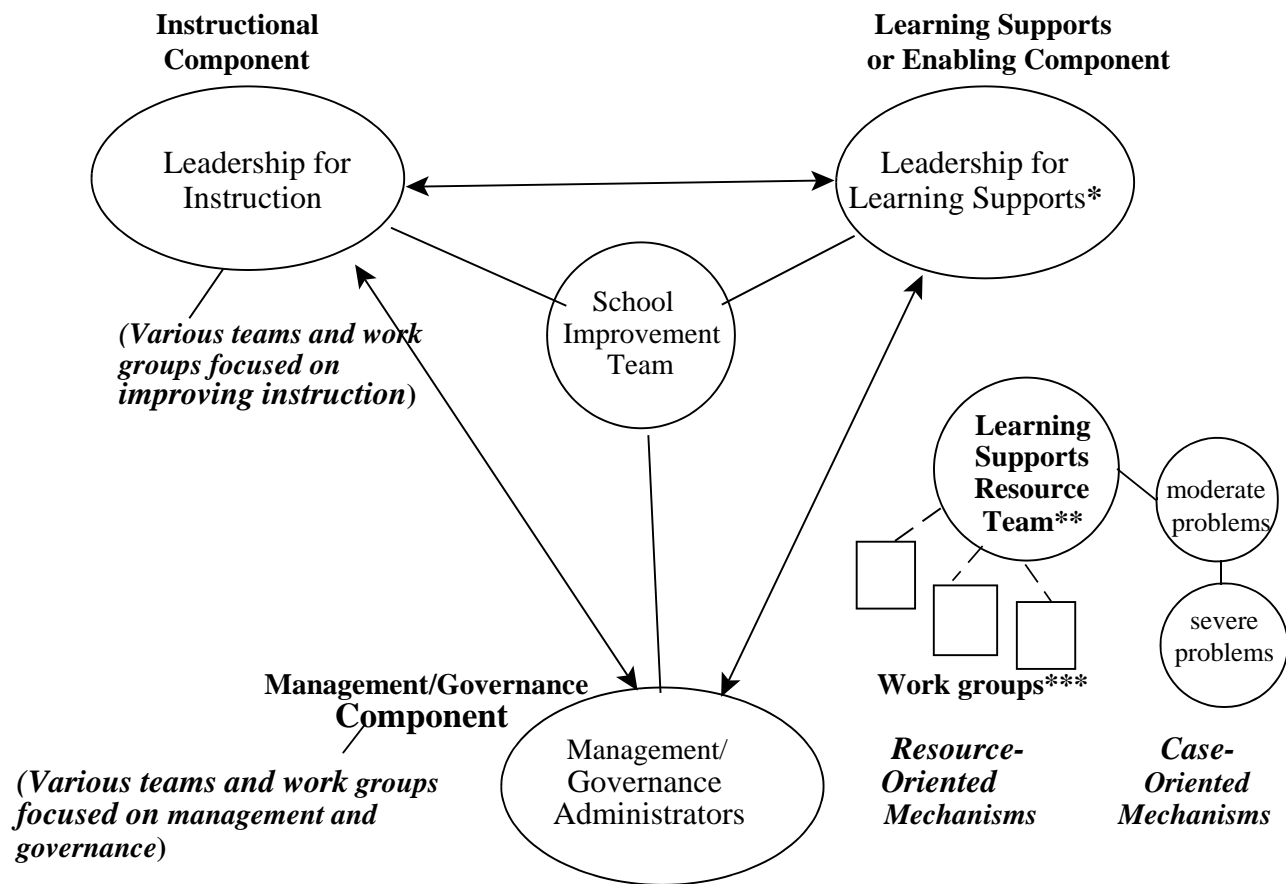 Instructional
Component
Learning Supports
or Enabling Component
Leadership for
Instruction
Leadership for
Learning Supports*
School
Improvement
Team
(Various teams and work
groups focused on
improving instruction)
Learning
Supports
Resource
Team**
moderate
problems
severe
problems
Work groups***
Management/Governance
Component
Management/
Governance
Administrators
(Various teams and work groups
focused on management and
governance)
Resource-
Oriented
Mechanisms
Case-
Oriented
Mechanisms